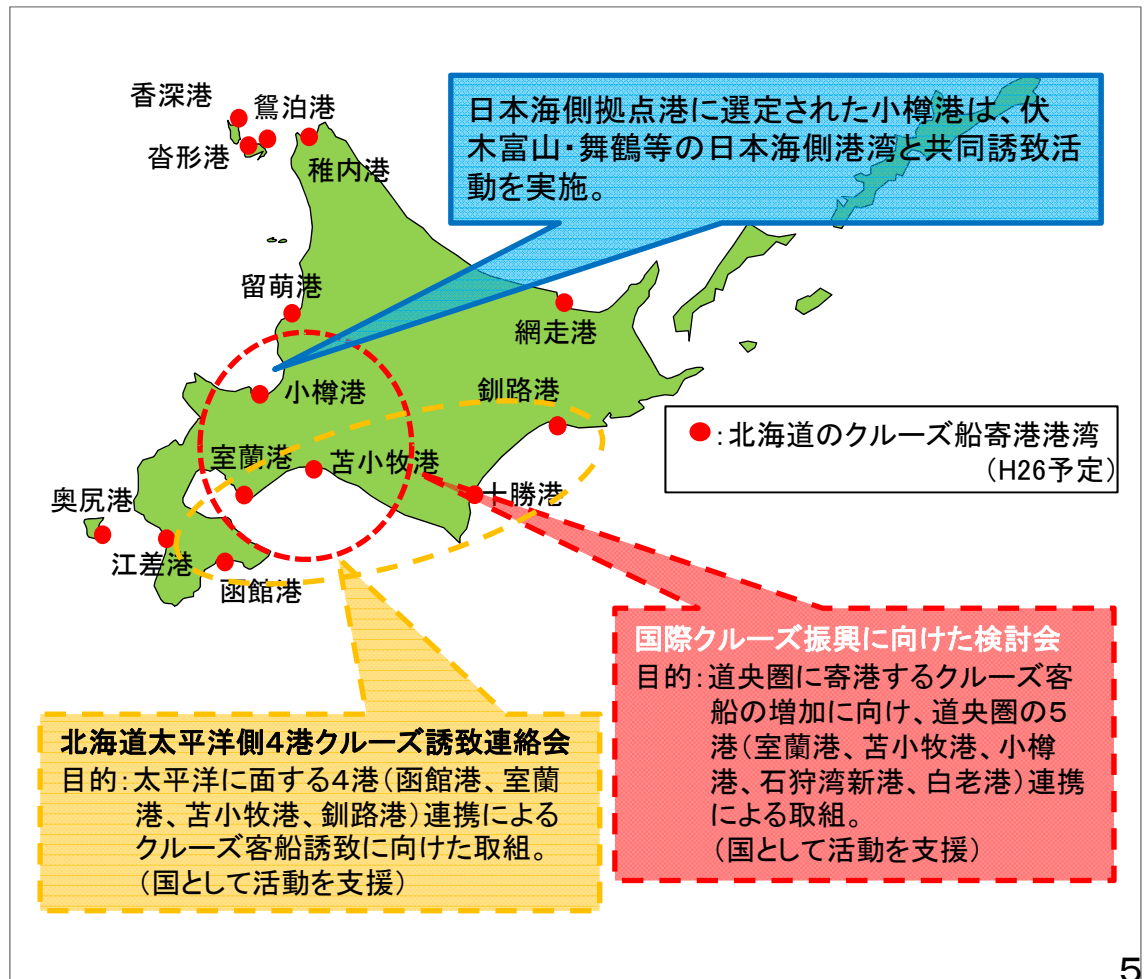 香深港
鴛泊港
沓形港
稚内港
日本海側拠点港に選定された小樽港は、伏
木富山・舞鶴等の日本海側港湾と共同誘致活
動を実施。
留萌港
網走港
小樽港
釧路港
●:北海道のクルーズ船寄港港湾
(H26予定)
室蘭港
苫小牧港
十勝港
奥尻港
江差港
函館港
国際クルーズ振興に向けた検討会
目的:道央圏に寄港するクルーズ客
船の増加に向け、道央圏の5
港(室蘭港、苫小牧港、小樽
港、石狩湾新港、白老港)連携
による取組。
(国として活動を支援)
北海道太平洋側4港クルーズ誘致連絡会
目的:太平洋に面する4港(函館港、室蘭
港、苫小牧港、釧路港)連携による
クルーズ客船誘致に向けた取組。
(国として活動を支援)
5